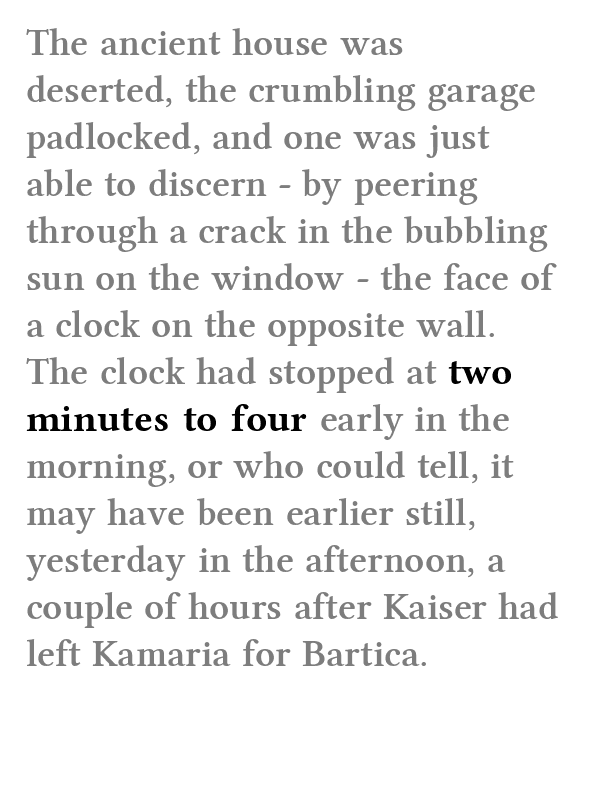 The ancient house was
deserted, the crumbling garage
padlocked, and one was just
able to discern - by peering
through a crack in the bubbling
sun on the window - the face of
a clock on the opposite wall.
The clock had stopped at two
minutes to four early in the
morning, or who could tell, it
may have been earlier still,
yesterday in the afternoon, a
couple of hours after Kaiser had
left Kamaria for Bartica.